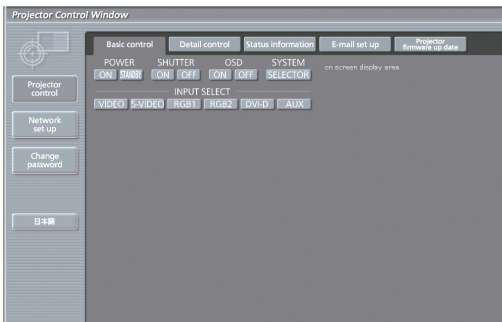 Projector Control Window
Basic control
Detail control
Status information
E-mail set up
Projector
firmware up date
POWER SHUTTER OSD SYSTEM
ON STANDBY ON OFF ON OFF SELECTOR
on screen display area
INPUT SELECT
VIDEO S-VIDEO RGB1 RGB2 DVI-D AUX
Projector
control
Network
set up
Change
password
日本語